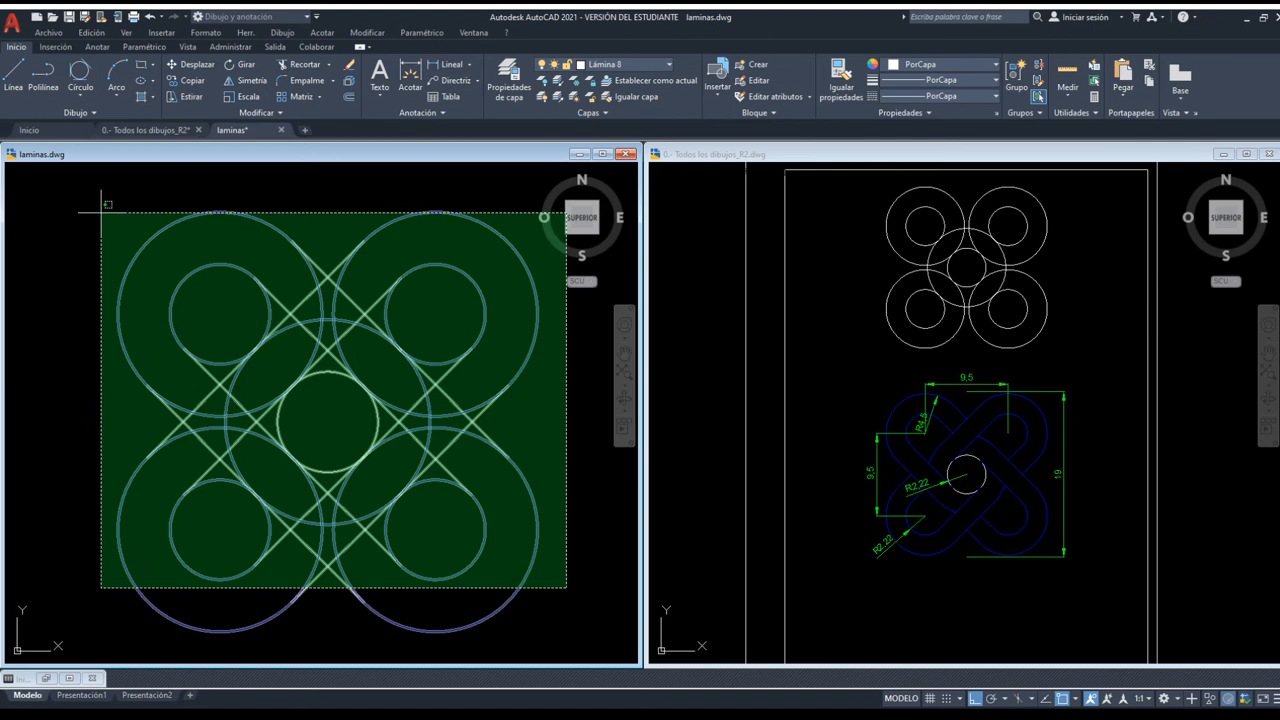 Dibujo y anotación
Autodesk AutoCAD 2021 - VERSIÓN DEL ESTUDIANTE laminas.dwg
Escriba palabra clave o frase
Iniciar sesión
Archivo Edición Ver Insertar Formato Herr. Dibujo Acotar Modificar Paramétrico Ventana ?
Inicio Inserción Anotar Paramétrico Vista Administrar Salida Colaborar
Línea Polilínea Círculo Arco
Desplazar Girar Recortar
Copiar Simetría Empalme
Estirar Escala Matriz
Texto Acotar
Lineal
Directriz
Tabla
Propiedades de capa
Lámina 8
Establecer como actual
Igualar capa
Insertar
Crear
Editar
Editar atributos
Igualar propiedades
PorCapa
PorCapa
PorCapa
Grupo
Medir
Pegar
Base
Dibujo Modificar Anotación Capas Bloque Propiedades Grupos Utilidades Portapapeles Vista
Inicio 0.- Todos los dibujos_R2* laminas*
laminas.dwg
0.- Todos los dibujos_R2.dwg
N
O SUPERIOR E
S
SCU
N
O SUPERIOR E
S
SCU
9,5
R4,5
9,5
R2,22
19
R2,22
Y
X
Y
X
Ini...
Modelo Presentación1 Presentación2 +
MODELO
1:1